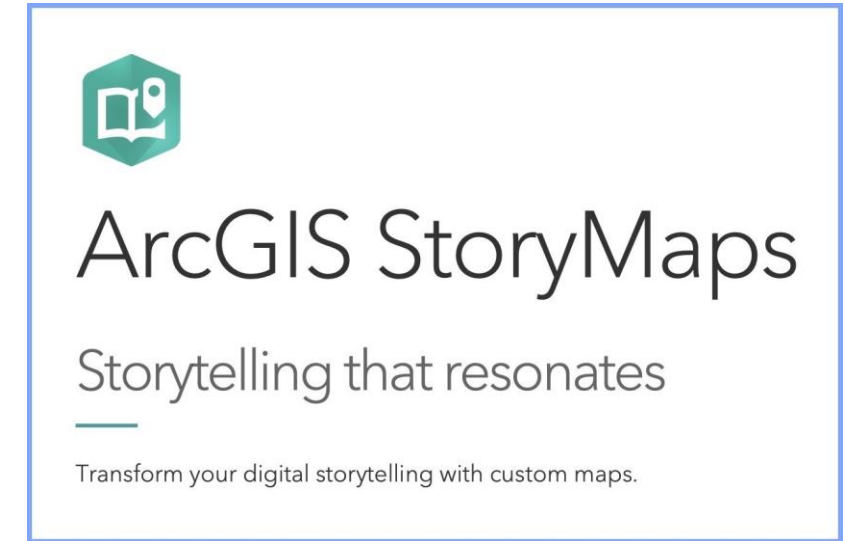 ArcGIS StoryMaps
Storytelling that resonates
Transform your digital storytelling with custom maps.